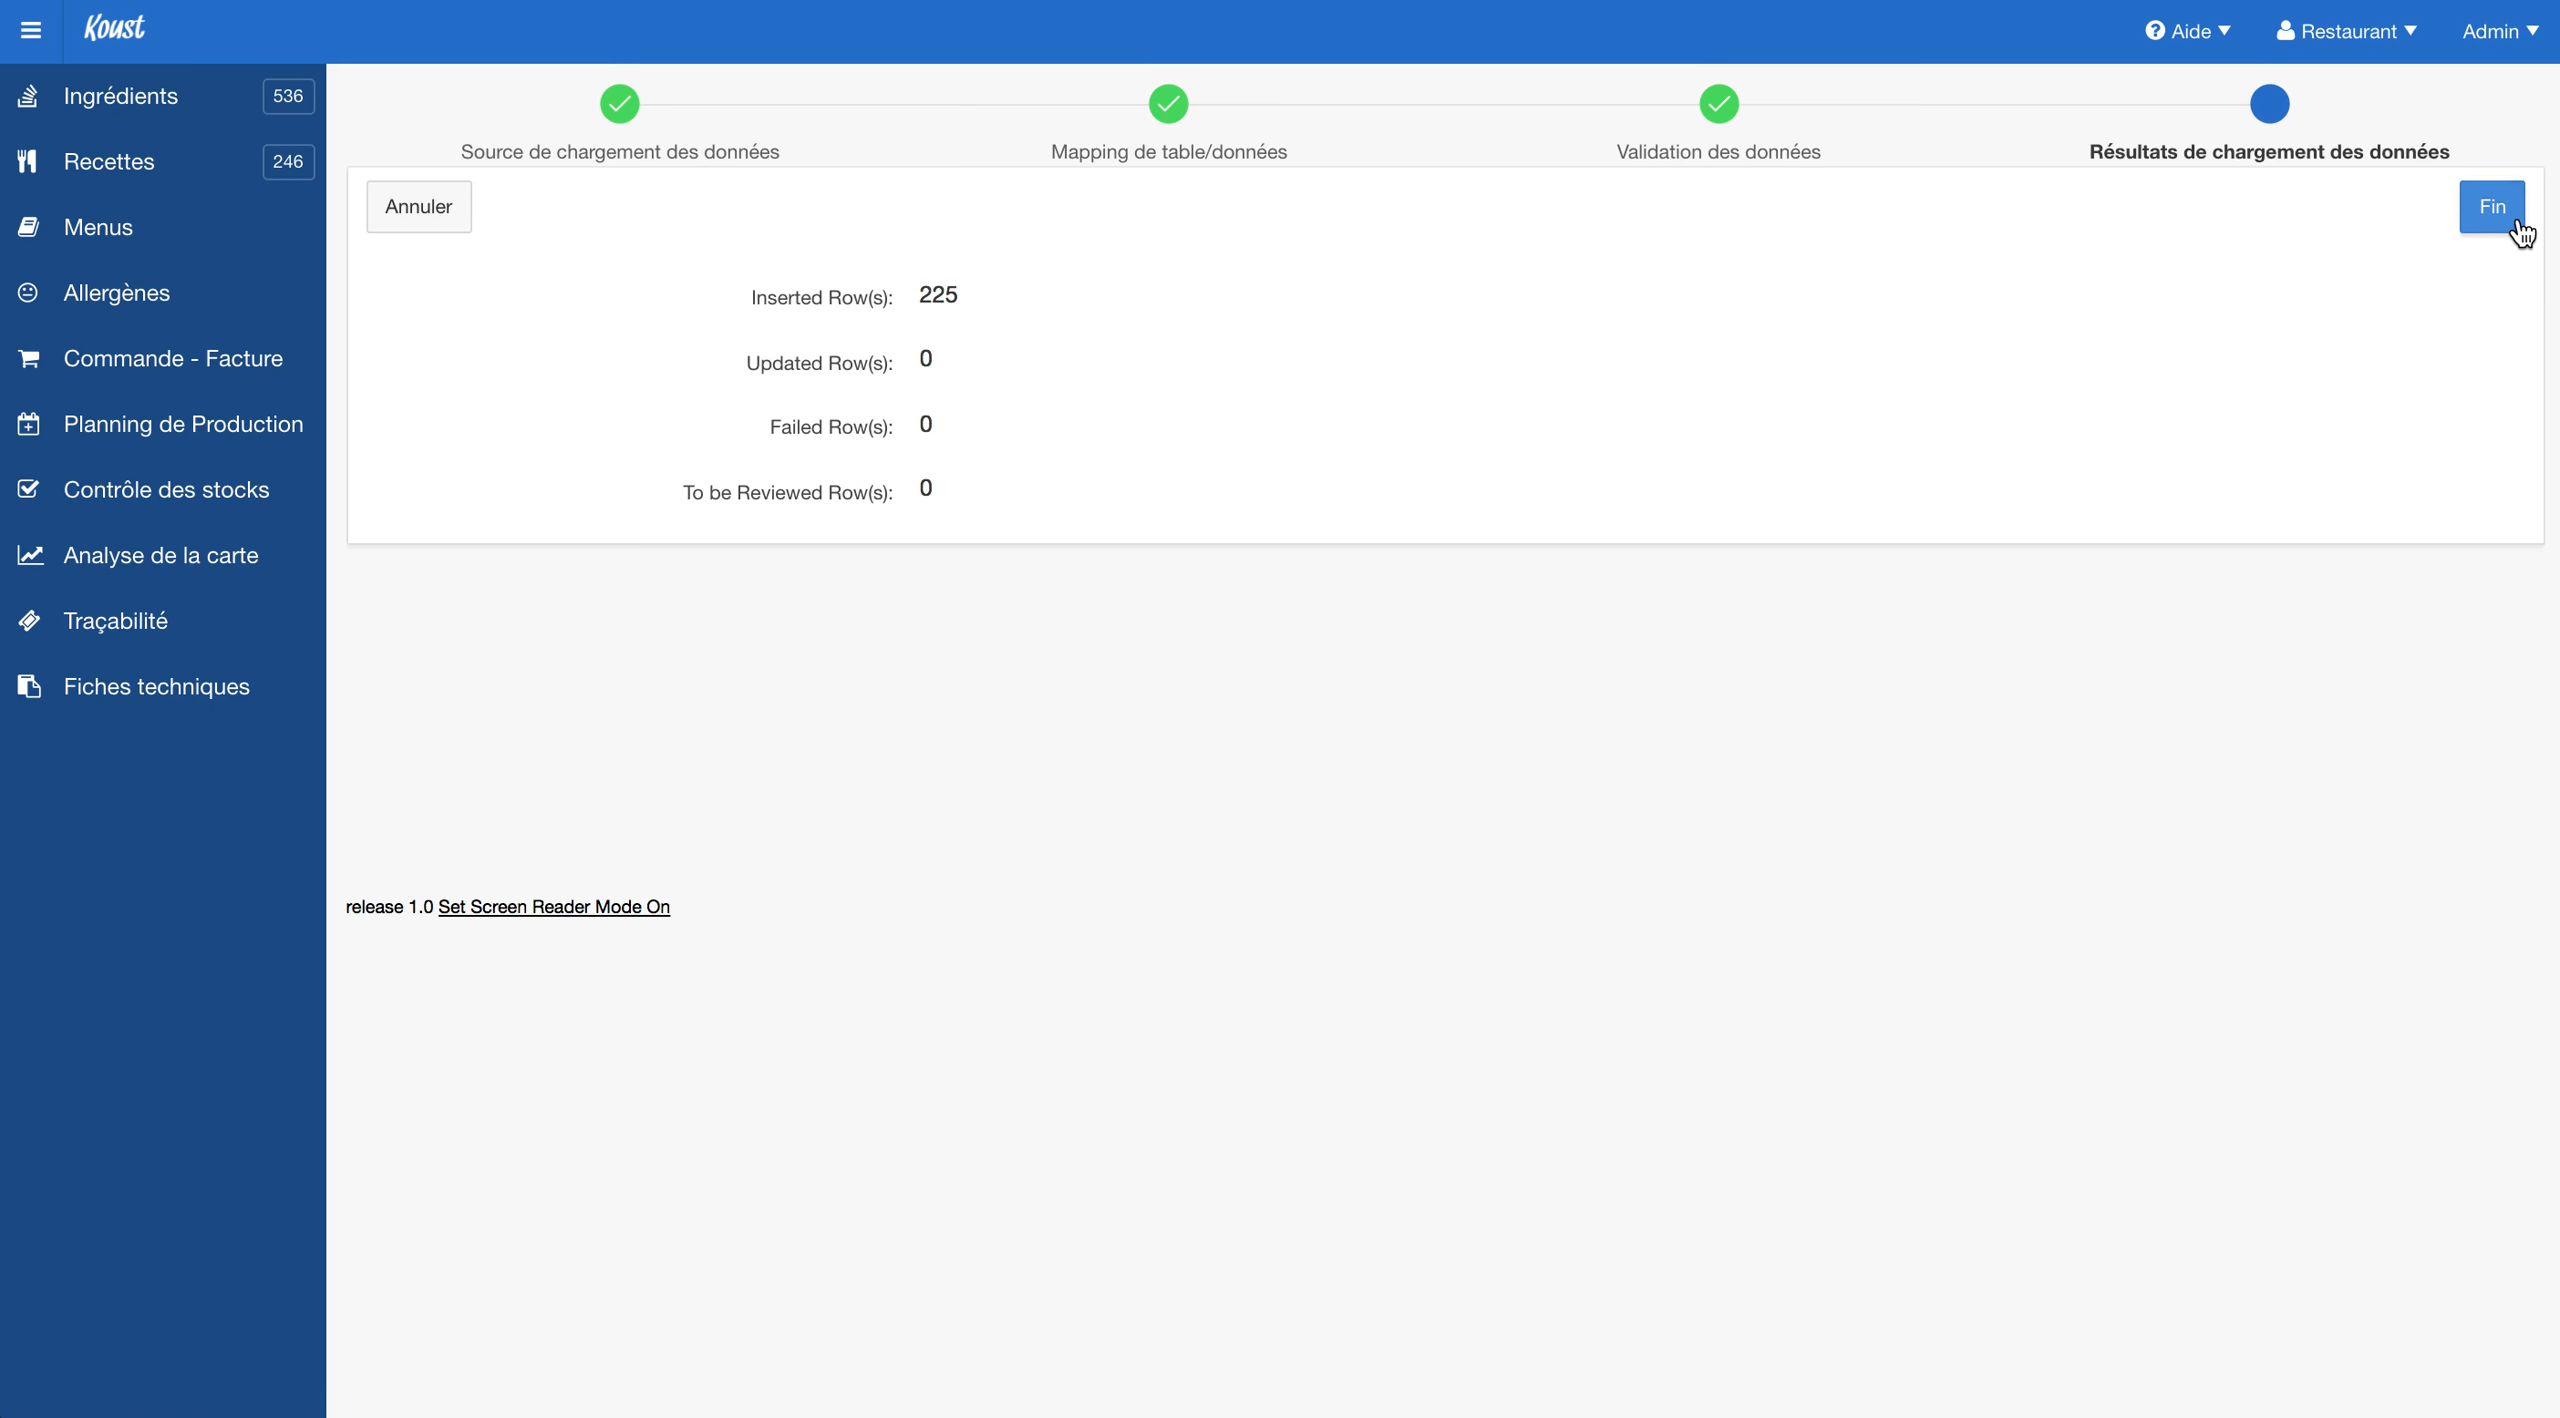 Koust
Aide
Restaurant
Admin
Ingrédients 536
Recettes 246
Menus
Allergènes
Commande - Facture
Planning de Production
Contrôle des stocks
Analyse de la carte
Traçabilité
Fiches techniques
Source de chargement des données
Mapping de table/données
Validation des données
Résultats de chargement des données
Annuler
Fin
Inserted Row(s): 225
Updated Row(s): 0
Failed Row(s): 0
To be Reviewed Row(s): 0
release 1.0 Set Screen Reader Mode On